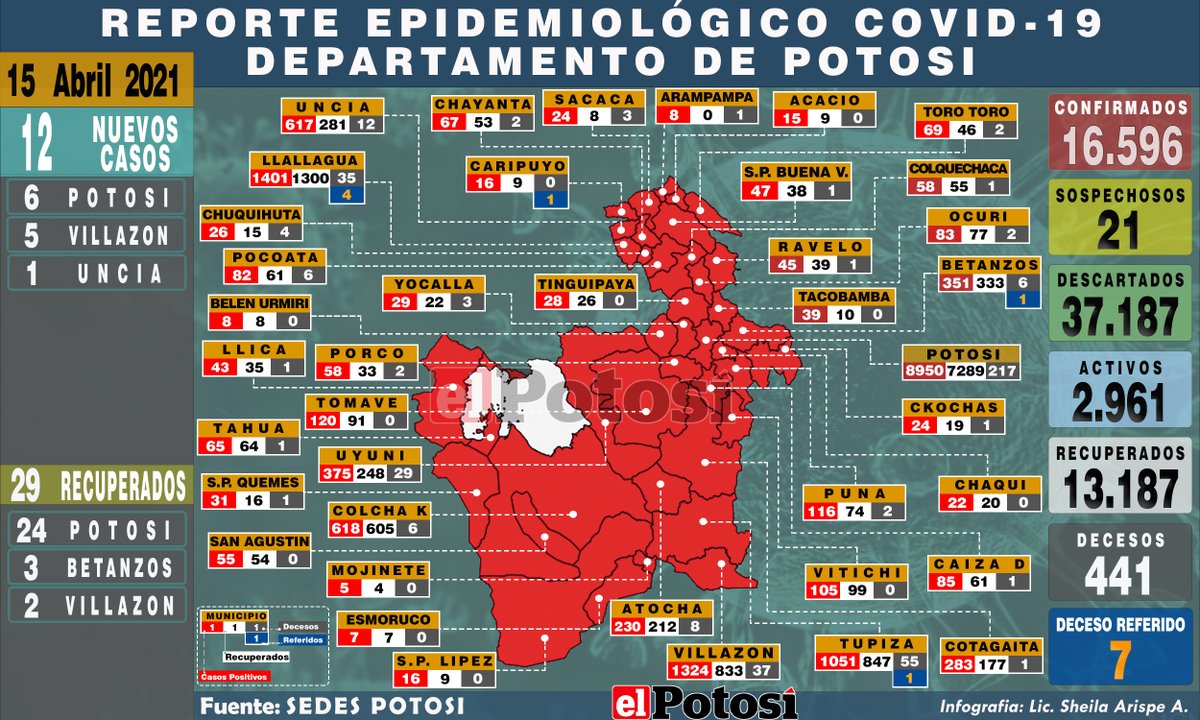 REPORTE EPIDEMIOLÓGICO COVID-19
DEPARTAMENTO DE POTOSI
15 Abril 2021
12 NUEVOS CASOS
6 POTOSI
5 VILLAZON
1 UNCIA
29 RECUPERADOS
24 POTOSI
3 BETANZOS
2 VILLAZON
UNCIA
617 281 12
CHAYANTA
67 53 2
SACACA
24 8 3
ARAMPAMPA
8 0 1
ACACIO
15 9 0
TORO TORO
69 46 2
LLALLAGUA
1401 1300 35
4
CARIPUYO
16 9 0
1
S.P. BUENA V.
47 38 1
COLQUECHACA
58 55 1
CHUQUIHUTA
26 15 4
OCURI
83 77 2
POCOATA
82 61 6
RAVELO
45 39 1
YOCALLA
29 22 3
TINGUIPAYA
28 26 0
BETANZOS
351 333 6
1
BELEN URMIRI
8 8 0
TACOBAMBA
39 10 0
LLICA
43 35 1
PORCO
58 33 2
POTOSI
8950 7289 217
TOMAVE
120 91 0
CKOCHAS
24 19 1
TAHUA
65 64 1
UYUNI
375 248 29
S.P. QUEMES
31 16 1
COLCHA K
618 605 6
PUNA
116 74 2
CHAQUI
22 20 0
SAN AGUSTIN
55 54 0
MOJINETE
5 4 0
VITICHI
105 99 0
CAIZA D
85 61 1
ESMORUCO
7 7 0
ATOCHA
230 212 8
S.P. LIPEZ
16 9 0
VILLAZON
1324 833 37
TUPIZA
1051 847 55
1
COTAGAITA
283 177 1
el Potosí
MUNICIPIO
1 1 1 Decesos
1 Referidos
Recuperados
Casos Positivos
CONFIRMADOS
16.596
SOSPECHOSOS
21
DESCARTADOS
37.187
ACTIVOS
2.961
RECUPERADOS
13.187
DECESOS
441
DECESO REFERIDO
7
Fuente: SEDES POTOSI
el Potosí
Infografia: Lic. Sheila Arispe A.